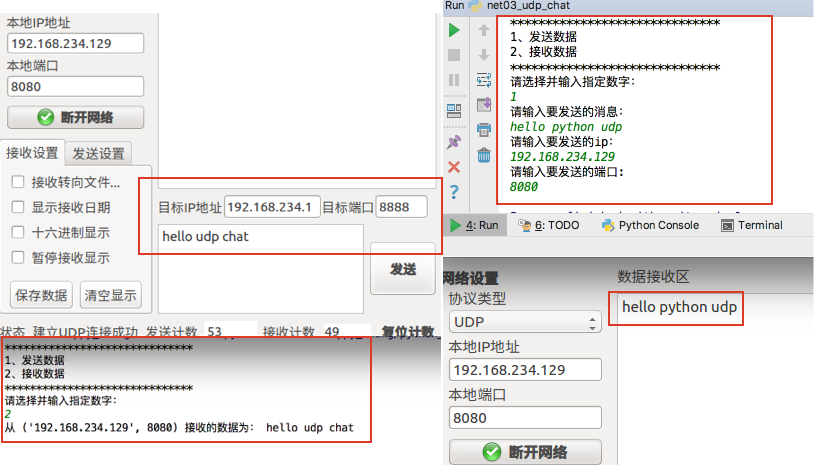 本地IP地址
192.168.234.129
本地端口
8080
断开网络
接收设置 发送设置
接收转向文件...
显示接收日期
十六进制显示
暂停接收显示
保存数据 清空显示
目标IP地址 192.168.234.1 目标端口 8888
hello udp chat
发送
状态 建立UDP连接成功 发送计数 53 接收计数 49 复位计数
********************************
1、发送数据
2、接收数据
********************************
请选择并输入指定数字:
2
从 ('192.168.234.129', 8080) 接收的数据为: hello udp chat
Run net03_udp_chat
********************************
1、发送数据
2、接收数据
********************************
请选择并输入指定数字:
1
请输入要发送的消息:
hello python udp
请输入要发送的ip:
192.168.234.129
请输入要发送的端口:
8080
4: Run 6: TODO Python Console Terminal
网络设置
协议类型
UDP
本地IP地址
192.168.234.129
本地端口
8080
断开网络
数据接收区
hello python udp